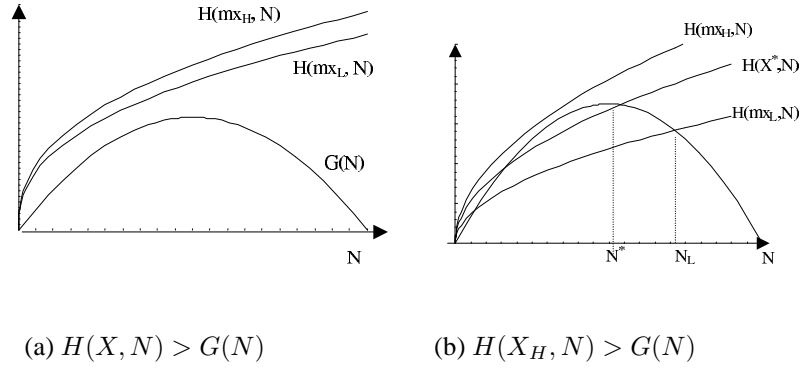 H(mx_H, N)
H(mx_L, N)
G(N)
N
H(mx_H,N)
H(X*,N)
H(mx_L,N)
N* N_L N
(a) H(X, N) > G(N)
(b) H(X_H, N) > G(N)